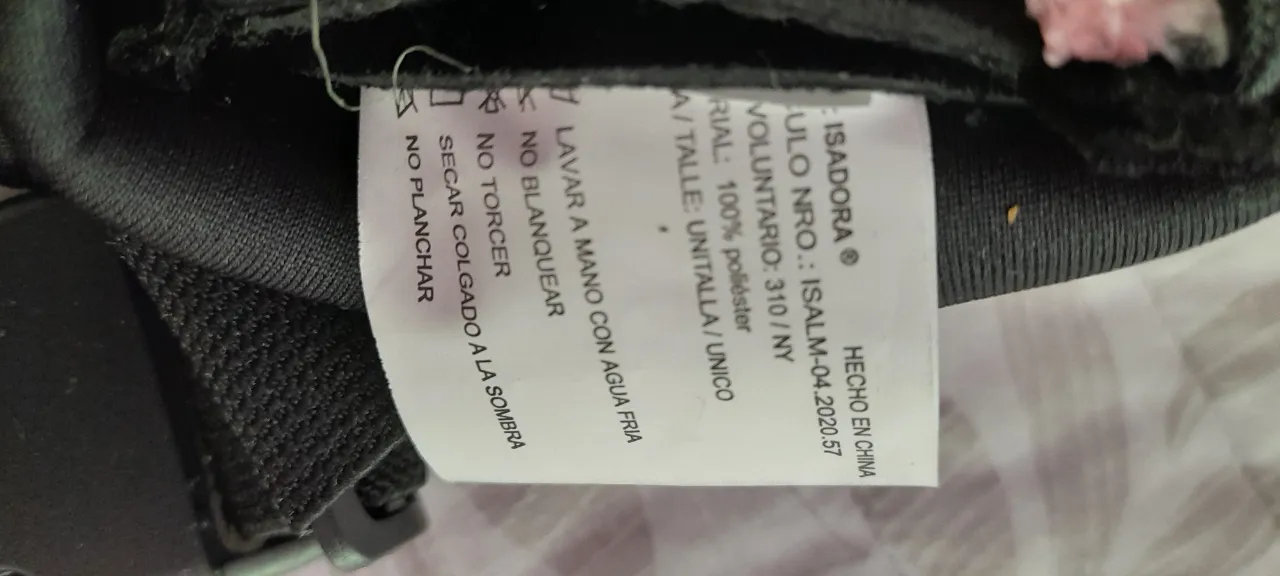 : ISADORA ® HECHO EN CHINA
ULO NRO.: ISALM-04.2020.57
VOLUNTARIO: 310 / NY
RIAL: 100% poliéster
A / TALLE: UNITALLA / UNICO
LAVAR A MANO CON AGUA FRIA
NO BLANQUEAR
NO TORCER
SECAR COLGADO A LA SOMBRA
NO PLANCHAR